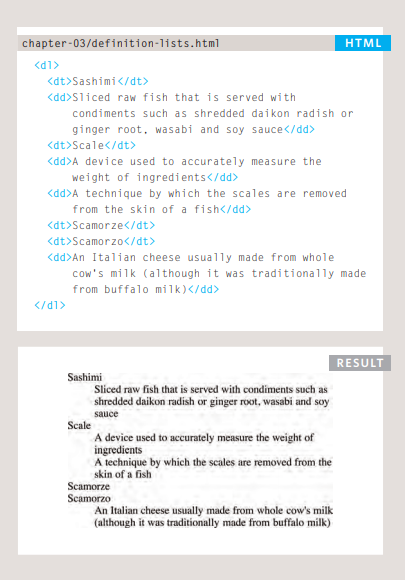 chapter-03/definition-lists.html HTML
<dl>
<dt>Sashimi</dt>
<dd>Sliced raw fish that is served with
condiments such as shredded daikon radish or
ginger root, wasabi and soy sauce</dd>
<dt>Scale</dt>
<dd>A device used to accurately measure the
weight of ingredients</dd>
<dd>A technique by which the scales are removed
from the skin of a fish</dd>
<dt>Scamorze</dt>
<dt>Scamorzo</dt>
<dd>An Italian cheese usually made from whole
cow's milk (although it was traditionally made
from buffalo milk)</dd>
</dl>
RESULT
Sashimi
Sliced raw fish that is served with condiments such as
shredded daikon radish or ginger root, wasabi and soy
sauce
Scale
A device used to accurately measure the weight of
ingredients
A technique by which the scales are removed from the
skin of a fish
Scamorze
Scamorzo
An Italian cheese usually made from whole cow's milk
(although it was traditionally made from buffalo milk)